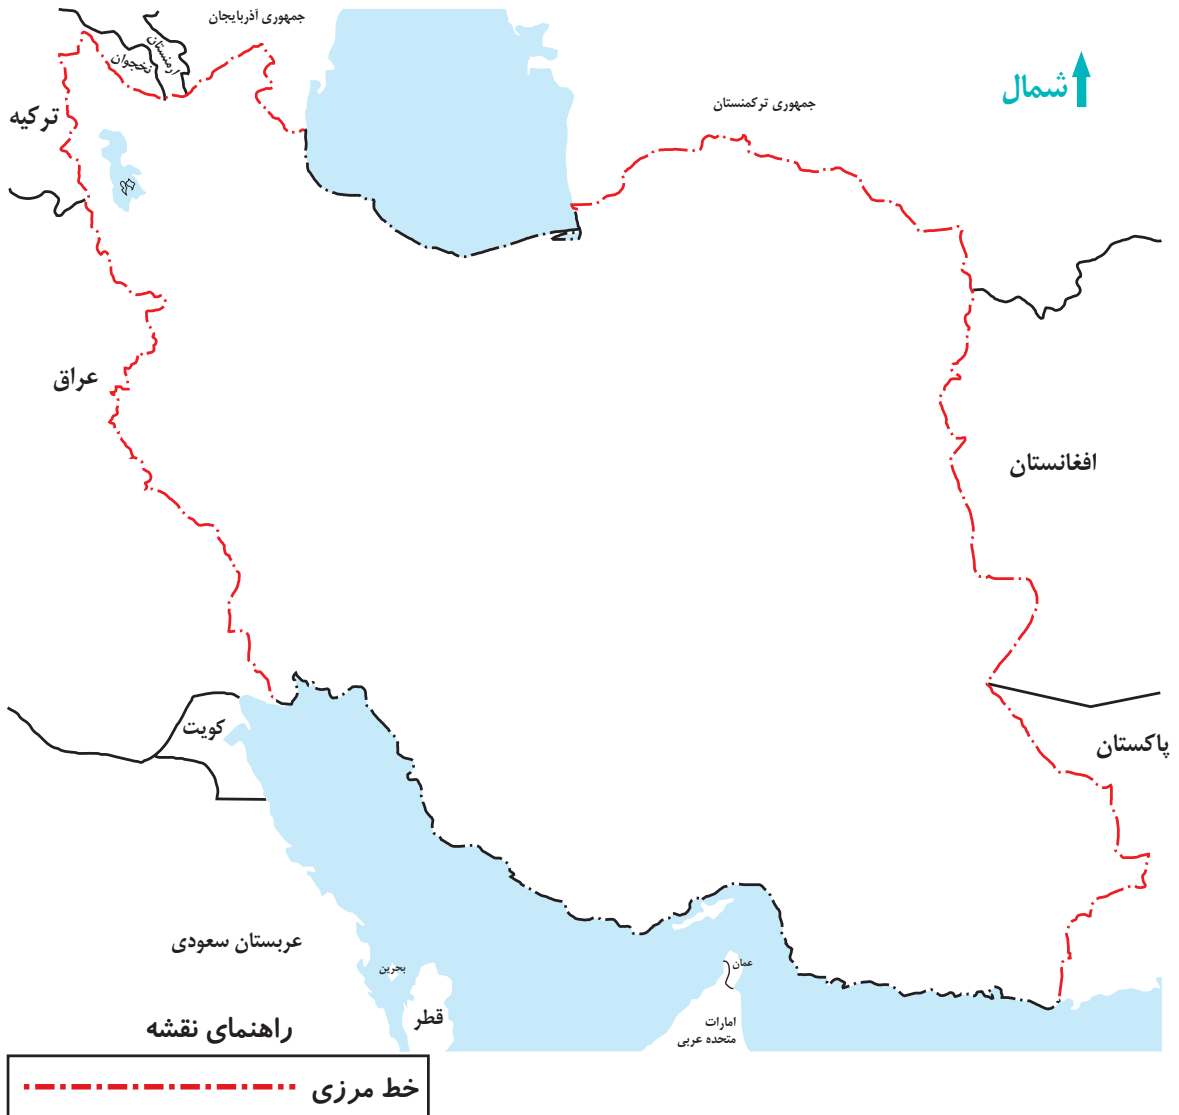 جمهوری آذربایجان
ارمنستان
نخجوان
شمال
جمهوری ترکمنستان
ترکیه
عراق
افغانستان
کویت
پاکستان
عربستان سعودی
بحرین
عمان
قطر
امارات
متحده عربی
راهنمای نقشه
خط مرزی